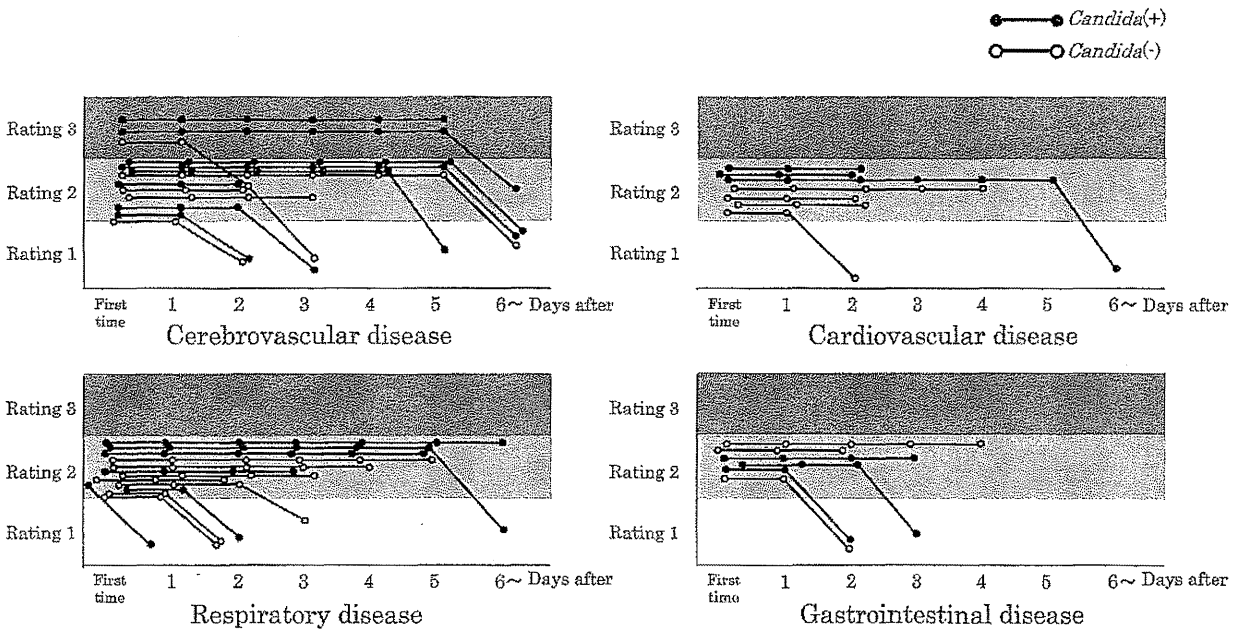 Candida(+)
Candida(-)
Rating 3
Rating 2
Rating 1
First time
1
2
3
4
5
6~ Days after
Cerebrovascular disease
Rating 3
Rating 2
Rating 1
First time
1
2
3
4
5
6~ Days after
Cardiovascular disease
Rating 3
Rating 2
Rating 1
First time
1
2
3
4
5
6~ Days after
Respiratory disease
Rating 3
Rating 2
Rating 1
First time
1
2
3
4
5
6~ Days after
Gastrointestinal disease